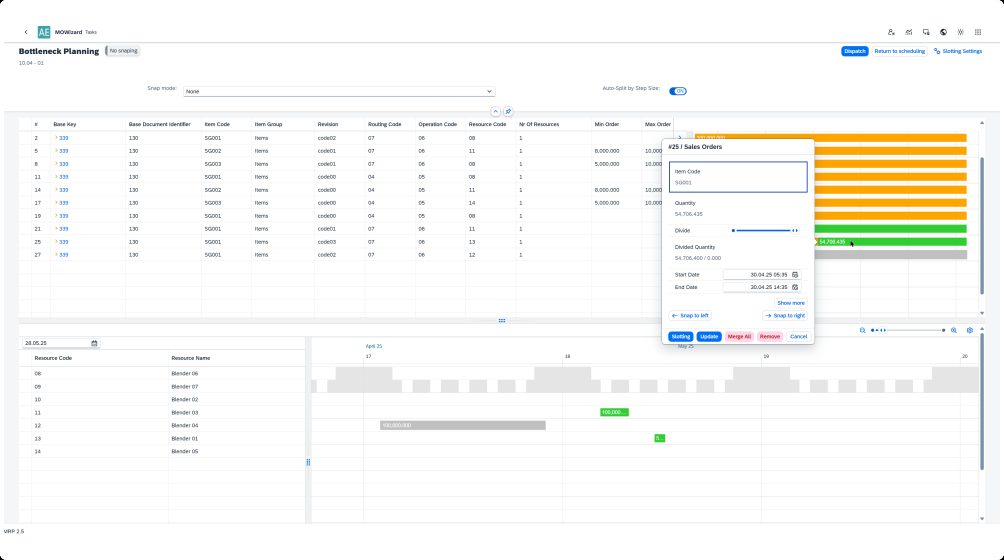 AE MOWizard Tasks
Bottleneck Planning No snaping
Dispatch Return to scheduling Slotting Settings
10.04 - 01
Snap mode: None Auto-Split by Step Size: ON
# Base Key Base Document Identifier Item Code Item Group Revision Routing Code Operation Code Resource Code Nr Of Resources Min Order Max Order
2 339 130 SG001 Items code02 07 06 08 1
5 339 130 SG002 Items code01 07 06 11 1 8,000.000 10,000
8 339 130 SG003 Items code01 07 06 08 1 5,000.000 10,000
11 339 130 SG001 Items code00 04 05 08 1
14 339 130 SG002 Items code00 04 05 11 1 8,000.000 10,000
17 339 130 SG003 Items code00 04 05 14 1 5,000.000 10,000
19 339 130 SG001 Items code00 04 05 08 1
21 339 130 SG001 Items code01 07 06 11 1
25 339 130 SG001 Items code03 07 06 13 1 54,706.435
27 339 130 SG001 Items code02 07 06 12 1
#25 / Sales Orders
Item Code
SG001
Quantity
54,706.435
Divide
Divided Quantity
54,706.400 / 0.000
Start Date 30.04.25 05:35
End Date 30.04.25 14:35
Show more
Snap to left Snap to right
Slotting Update Merge All Remove Cancel
28.05.25
April 25 May 25
17 18 19 20
Resource Code Resource Name
08 Blender 06
09 Blender 07
10 Blender 02
11 Blender 03 100,000...
12 Blender 04 100,000.000
13 Blender 01
14 Blender 05
MRP 2.5